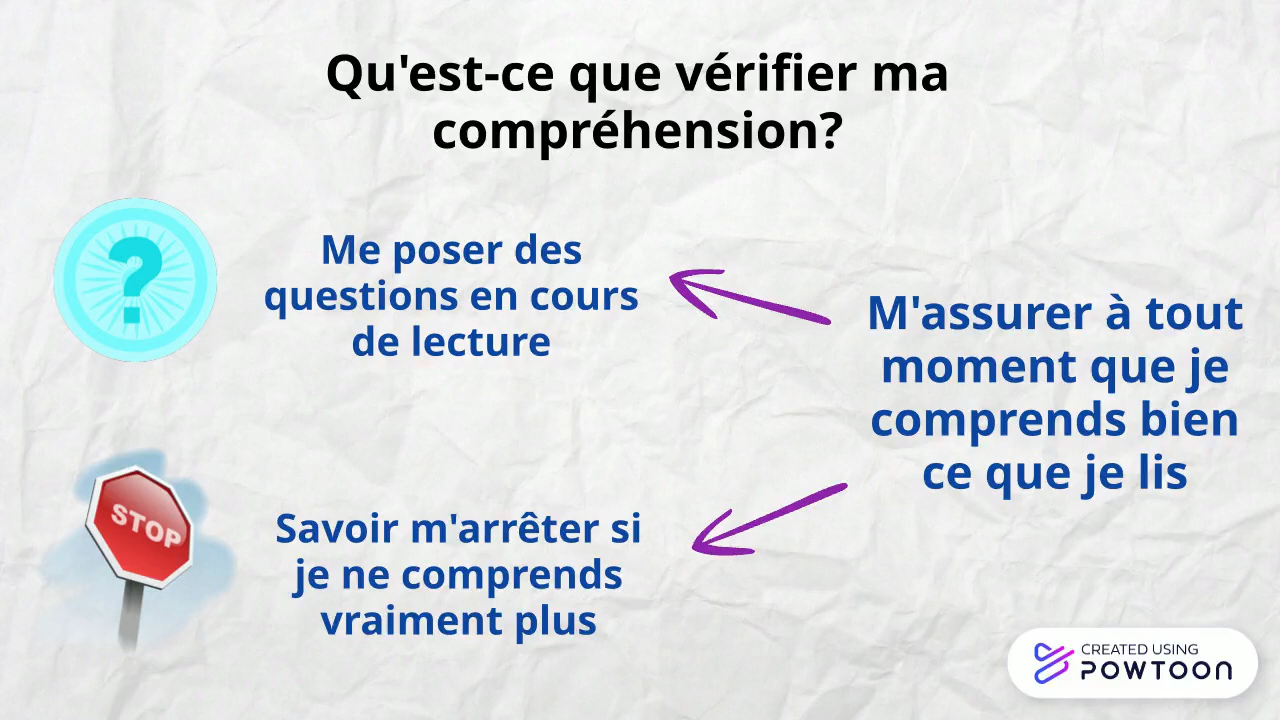 Qu'est-ce que vérifier ma
compréhension?
Me poser des
questions en cours
de lecture
M'assurer à tout
moment que je
comprends bien
ce que je lis
STOP
Savoir m'arrêter si
je ne comprends
vraiment plus
CREATED USING
POWTOON